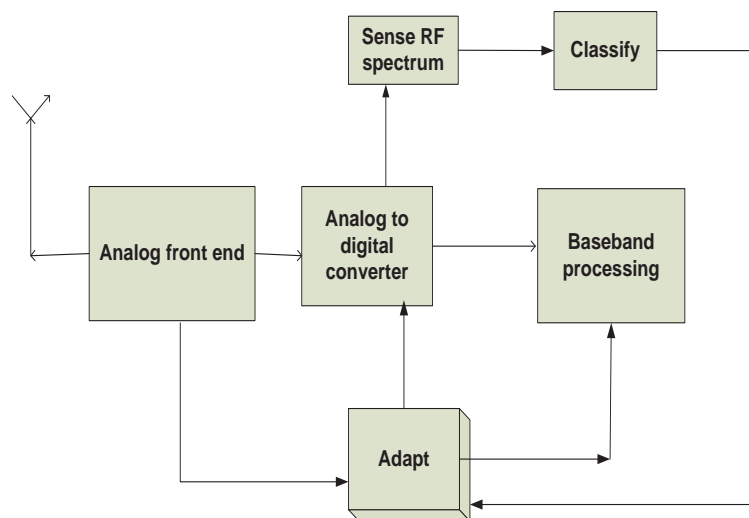 Sense RF
spectrum
Classify
Analog front end
Analog to
digital
converter
Baseband
processing
Adapt